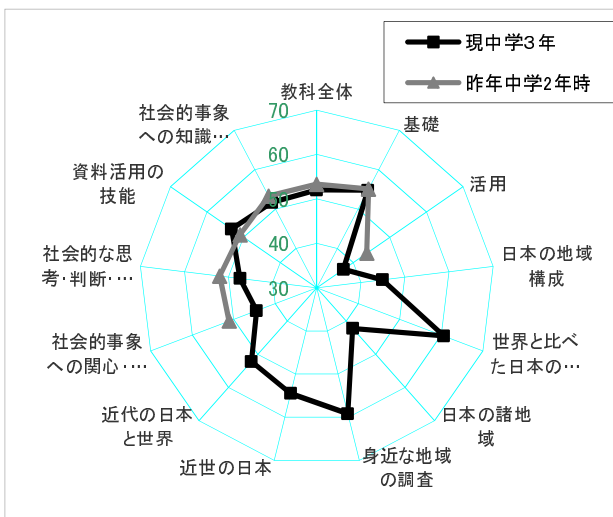 現中学3年
昨年中学2年時
教科全体
基礎
活用
日本の地域
構成
世界と比べ
た日本の…
日本の諸地
域
身近な地域
の調査
近世の日本
近代の日本
と世界
社会的事象
への関心・…
社会的な思
考・判断・…
資料活用の
技能
社会的事象
への知識…
70
60
50
40
30